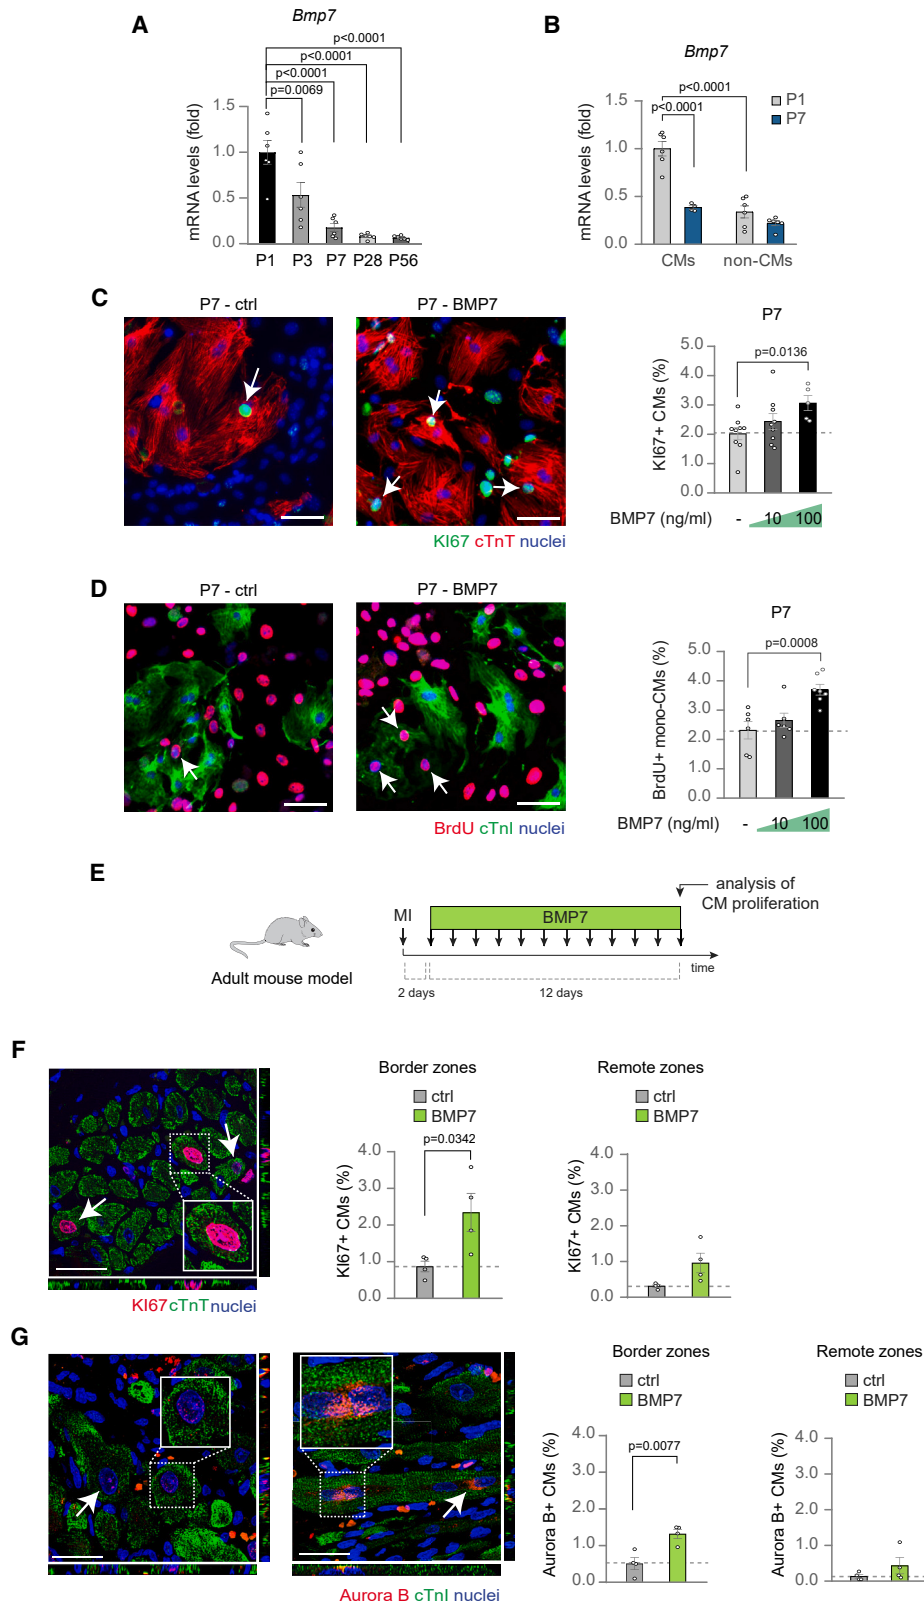 A
Bmp7
p<0.0001
p<0.0001
p<0.0001
p=0.0069
mRNA levels (fold)
1.5
1.0
0.5
0.0
P1 P3 P7 P28 P56
B
Bmp7
p<0.0001
p<0.0001
P1
P7
mRNA levels (fold)
1.5
1.0
0.5
0
CMs non-CMs
C
P7 - ctrl
P7 - BMP7
KI67 cTnT nuclei
P7
p=0.0136
KI67+ CMs (%)
5.0
4.0
3.0
2.0
1.0
0.0
BMP7 (ng/ml) - 10 100
D
P7 - ctrl
P7 - BMP7
BrdU cTnI nuclei
P7
p=0.0008
BrdU+ mono-CMs (%)
5.0
4.0
3.0
2.0
1.0
0.0
BMP7 (ng/ml) - 10 100
E
Adult mouse model
MI
BMP7
analysis of
CM proliferation
time
2 days
12 days
F
KI67 cTnT nuclei
Border zones
ctrl
BMP7
p=0.0342
KI67+ CMs (%)
4.0
3.0
2.0
1.0
0.0
Remote zones
ctrl
BMP7
KI67+ CMs (%)
4.0
3.0
2.0
1.0
0.0
G
Aurora B cTnI nuclei
Border zones
ctrl
BMP7
p=0.0077
Aurora B+ CMs (%)
4.0
3.0
2.0
1.0
0.0
Remote zones
ctrl
BMP7
Aurora B+ CMs (%)
4.0
3.0
2.0
1.0
0.0